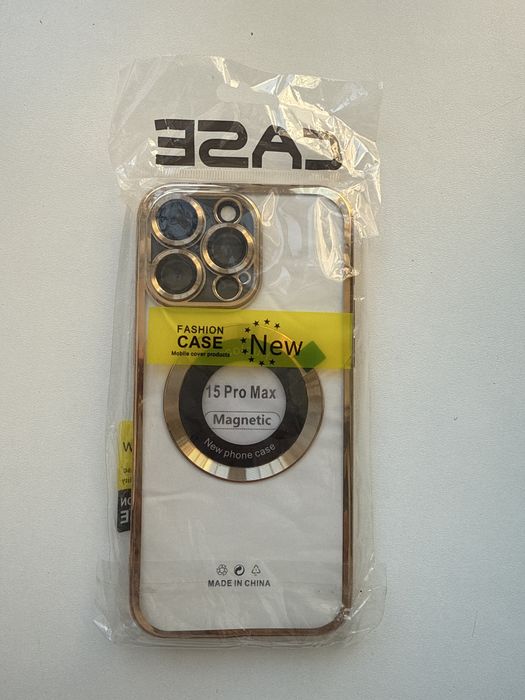 CASE
FASHION
CASE
New
Mobile cover products
15 Pro Max
Magnetic
New phone case
MADE IN CHINA